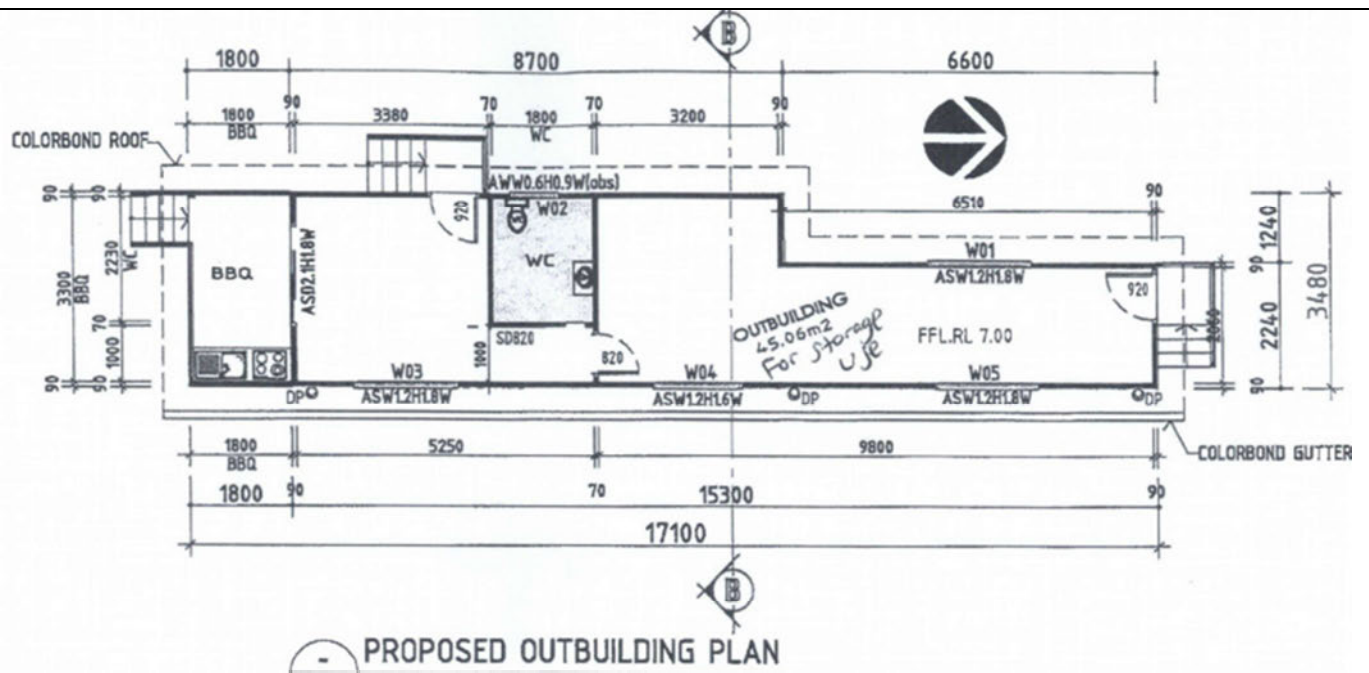 B
1800
8700
6600
90
70
70
90
1800
3380
1800
3200
BBQ
WC
COLORBOND ROOF
AWW0.6H0.9W(obs)
6510
90
90
90
W02
920
1240
2230
WC
BBQ
WC
ASD2.1H1.8W
W01
ASW1.2H1.8W
920
90
3300
BBQ
70
1000
OUTBUILDING
45.06m2
For storage
use
FFL.RL 7.00
2240
3480
SD820
1000
820
W03
W04
W05
90
90
90
DP
ASW1.2H1.8W
ASW1.2H1.6W
DP
ASW1.2H1.8W
DP
1800
5250
9800
BBQ
COLORBOND GUTTER
1800
90
70
15300
90
17100
B
- PROPOSED OUTBUILDING PLAN